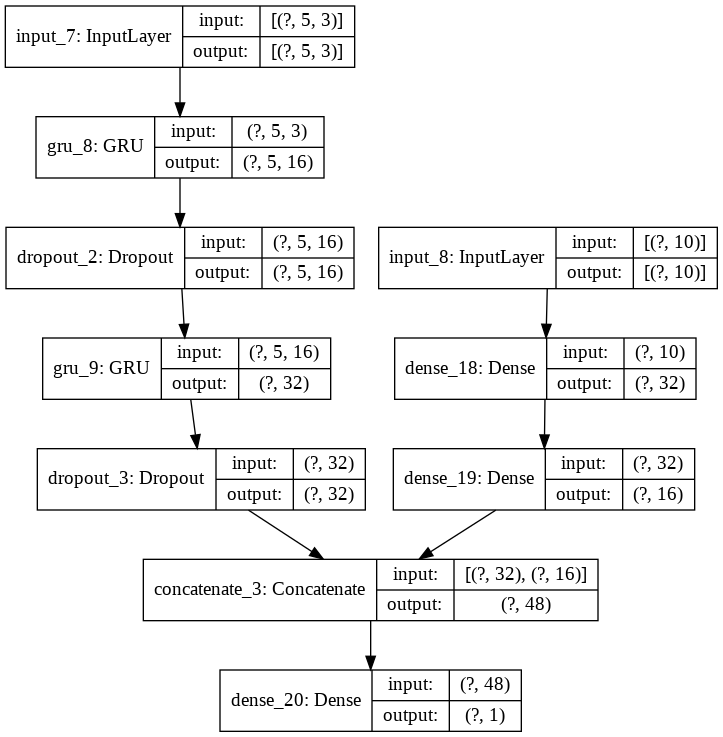 input_7: InputLayer
input: [(?, 5, 3)]
output: [(?, 5, 3)]
gru_8: GRU
input: (?, 5, 3)
output: (?, 5, 16)
dropout_2: Dropout
input: (?, 5, 16)
output: (?, 5, 16)
input_8: InputLayer
input: [(?, 10)]
output: [(?, 10)]
gru_9: GRU
input: (?, 5, 16)
output: (?, 32)
dense_18: Dense
input: (?, 10)
output: (?, 32)
dropout_3: Dropout
input: (?, 32)
output: (?, 32)
dense_19: Dense
input: (?, 32)
output: (?, 16)
concatenate_3: Concatenate
input: [(?, 32), (?, 16)]
output: (?, 48)
dense_20: Dense
input: (?, 48)
output: (?, 1)